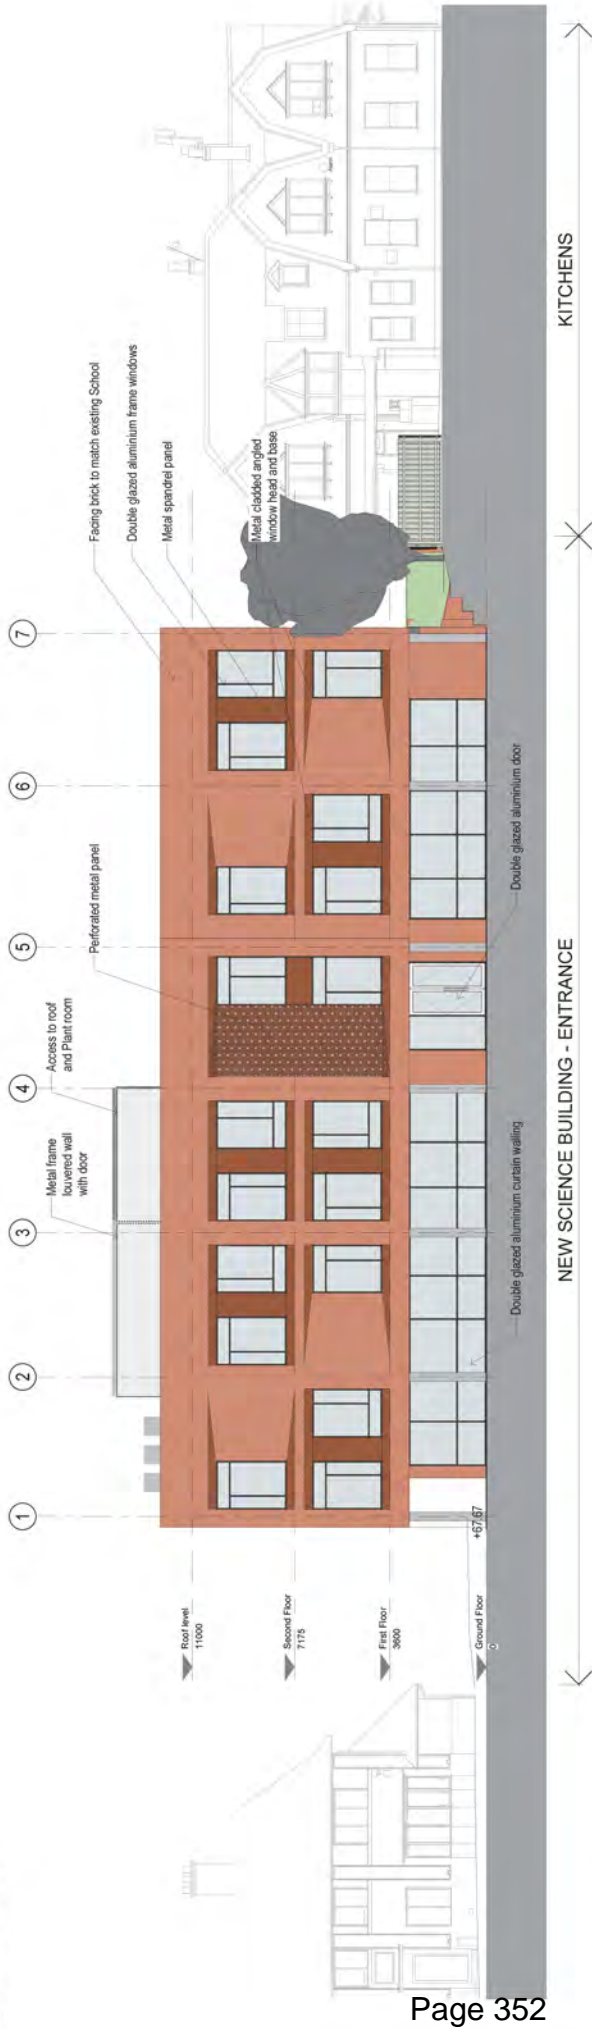 1
2
3
4
5
6
7
Metal frame
louvered wall
with door
Access to roof
and Plant room
Perforated metal panel
Facing brick to match existing School
Double glazed aluminium frame windows
Metal spandrel panel
Metal cladded angled
window head and base
Roof level
11000
Second Floor
7175
First Floor
3600
Ground Floor
0
+67.67
Double glazed aluminium curtain walling
Double glazed aluminium door
NEW SCIENCE BUILDING - ENTRANCE
KITCHENS
Page 352